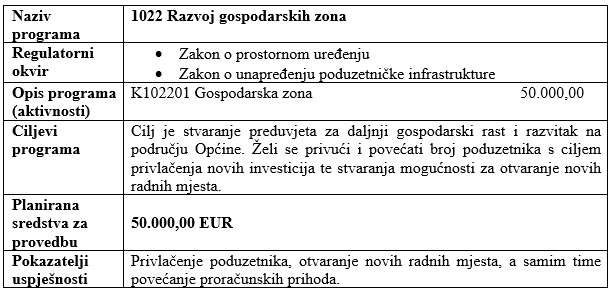 Naziv programa
1022 Razvoj gospodarskih zona
Regulatorni okvir
• Zakon o prostornom uređenju
• Zakon o unapređenju poduzetničke infrastrukture
Opis programa (aktivnosti)
K102201 Gospodarska zona 50.000,00
Ciljevi programa
Cilj je stvaranje preduvjeta za daljnji gospodarski rast i razvitak na
području Općine. Želi se privući i povećati broj poduzetnika s ciljem
privlačenja novih investicija te stvaranja mogućnosti za otvaranje novih
radnih mjesta.
Planirana sredstva za provedbu
50.000,00 EUR
Pokazatelji uspješnosti
Privlačenje poduzetnika, otvaranje novih radnih mjesta, a samim time
povećanje proračunskih prihoda.